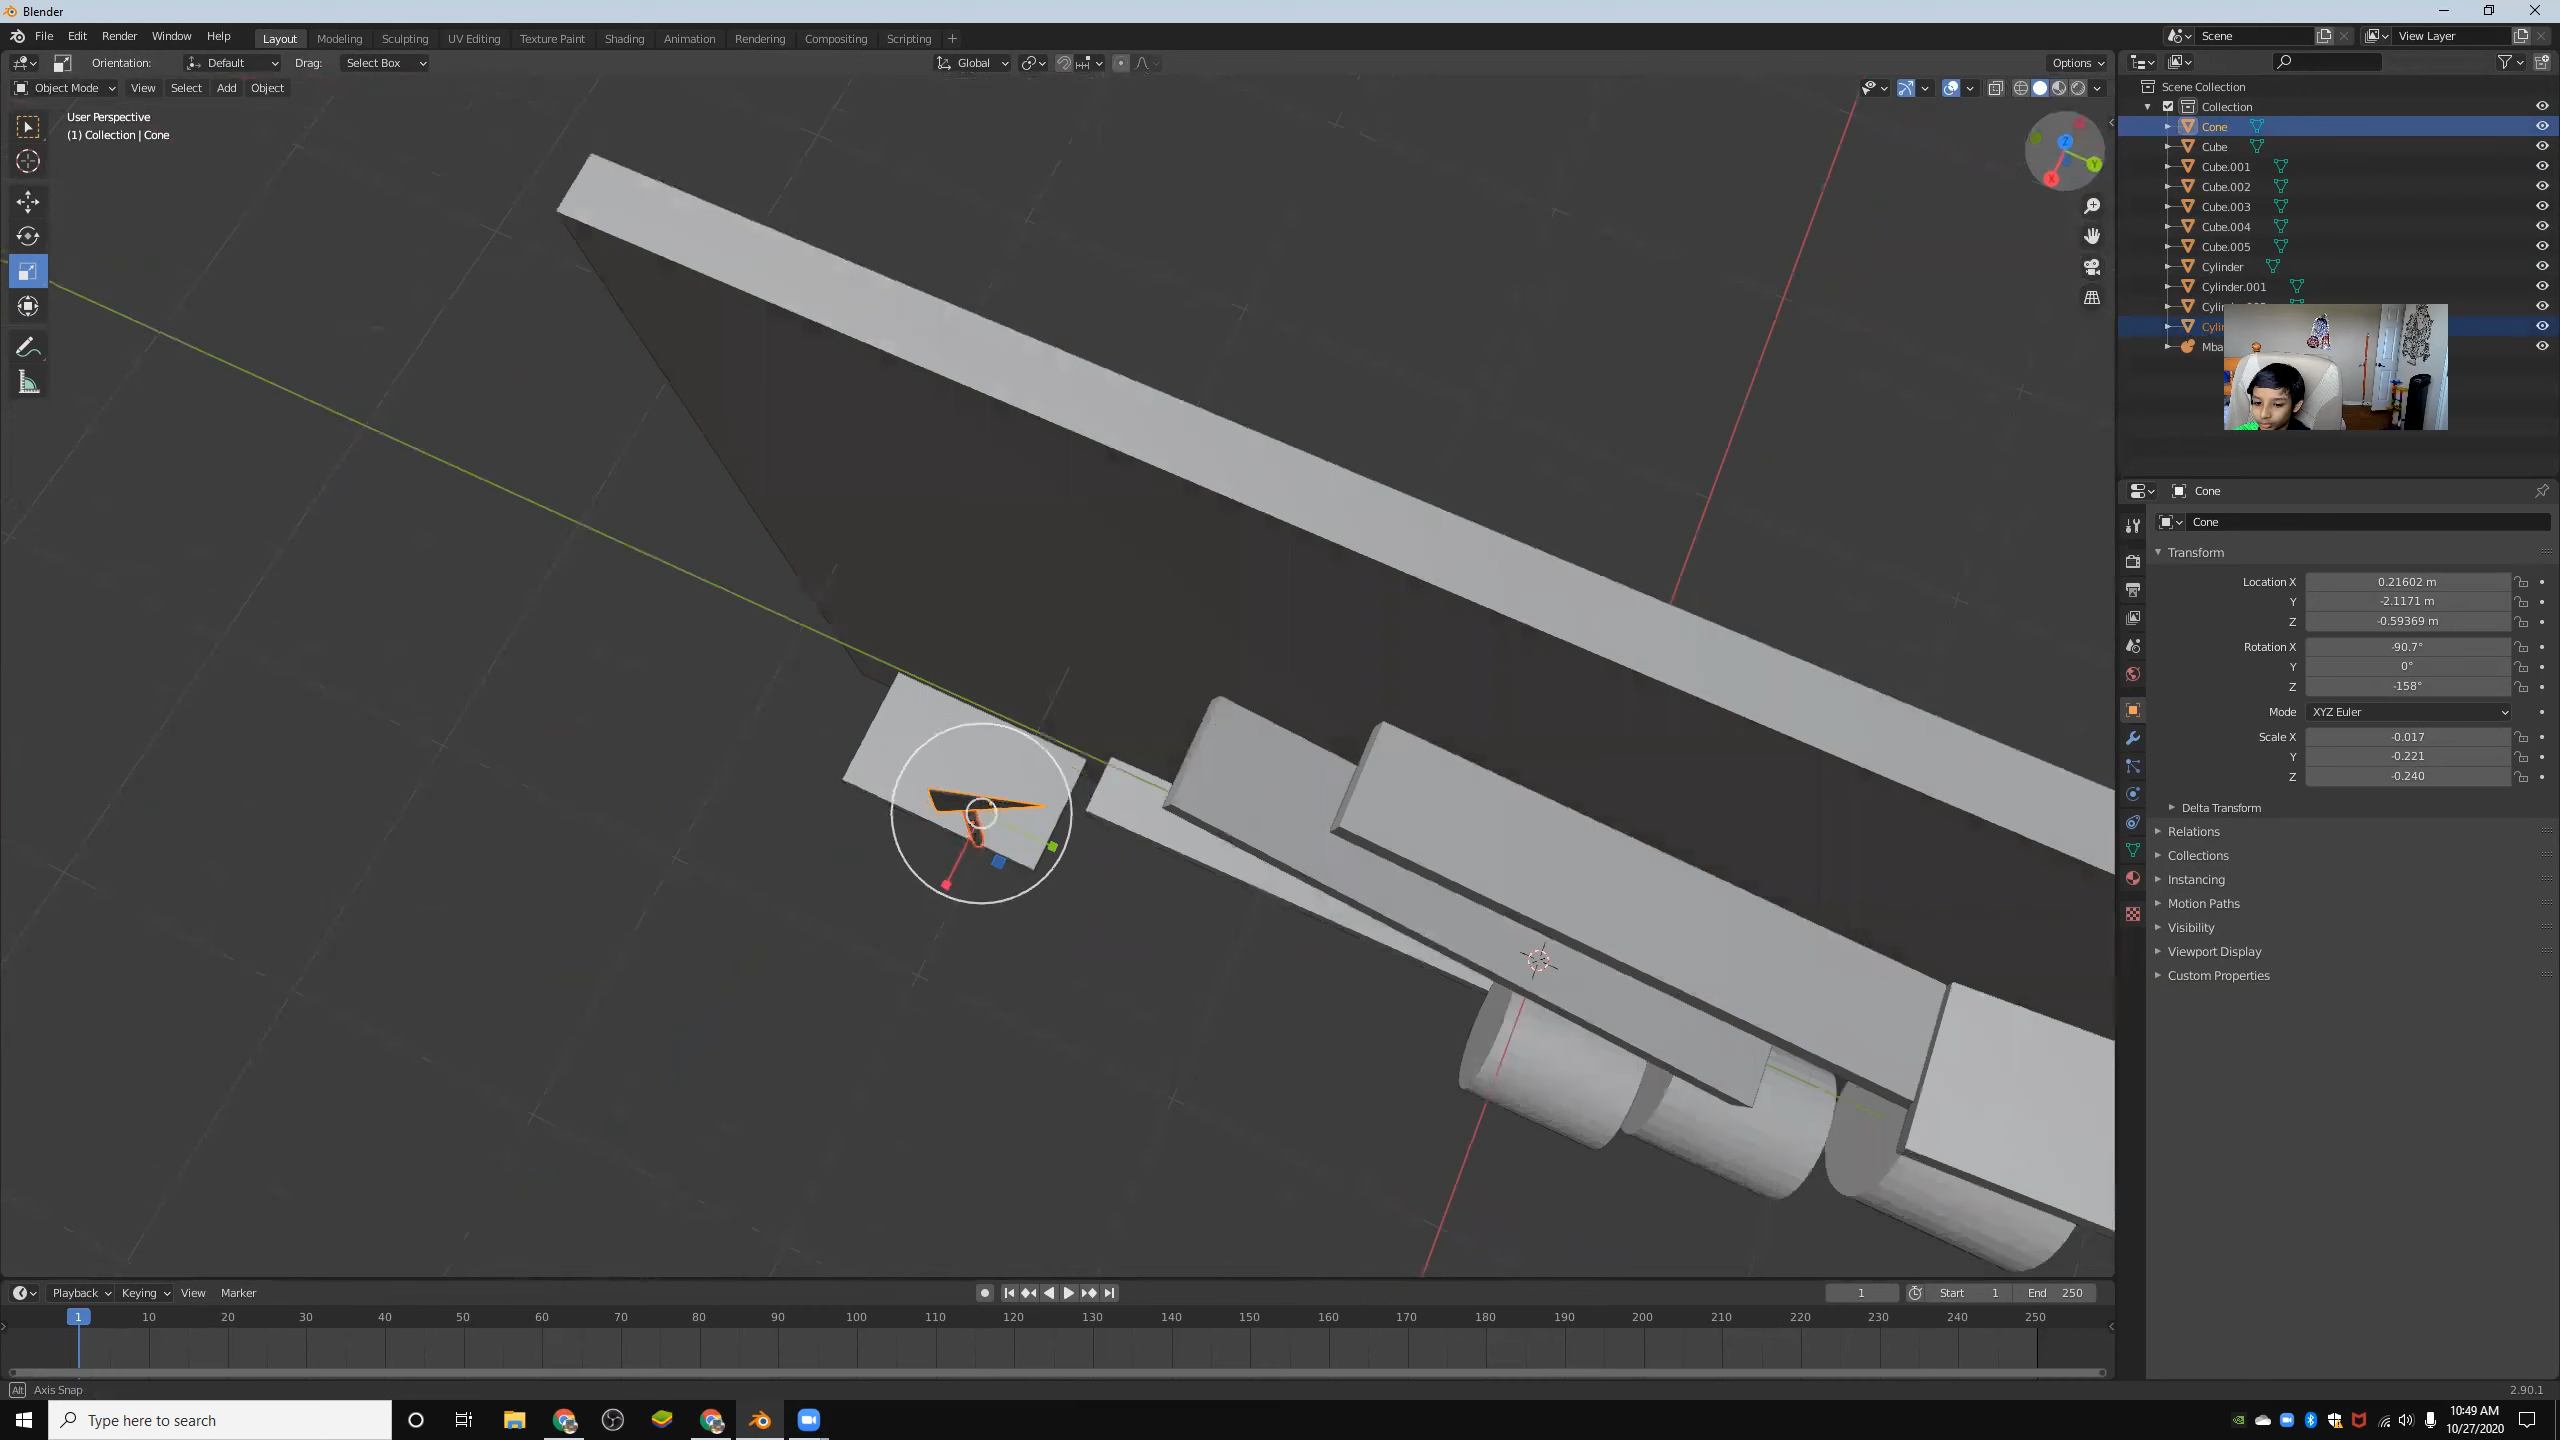 Blender
File Edit Render Window Help Layout Modeling Sculpting UV Editing Texture Paint Shading Animation Rendering Compositing Scripting + Scene View Layer
Orientation: Default Drag: Select Box Global Options
Object Mode View Select Add Object
User Perspective
(1) Collection | Cone
Z
Y
X
Scene Collection
Collection
Cone
Cube
Cube.001
Cube.002
Cube.003
Cube.004
Cube.005
Cylinder
Cylinder.001
Cylin
Cylin
Mba
Cone
Cone
Transform
Location X 0.21602 m
Y -2.1171 m
Z -0.59369 m
Rotation X -90.7°
Y 0°
Z -158°
Mode XYZ Euler
Scale X -0.017
Y -0.221
Z -0.240
Delta Transform
Relations
Collections
Instancing
Motion Paths
Visibility
Viewport Display
Custom Properties
Playback Keying View Marker 1 Start 1 End 250
1 10 20 30 40 50 60 70 80 90 100 110 120 130 140 150 160 170 180 190 200 210 220 230 240 250
Alt Axis Snap 2.90.1
Type here to search
10:49 AM
10/27/2020